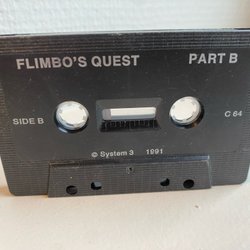 FLIMBO'S QUEST PART B
SIDE B C 64
© System 3 1991